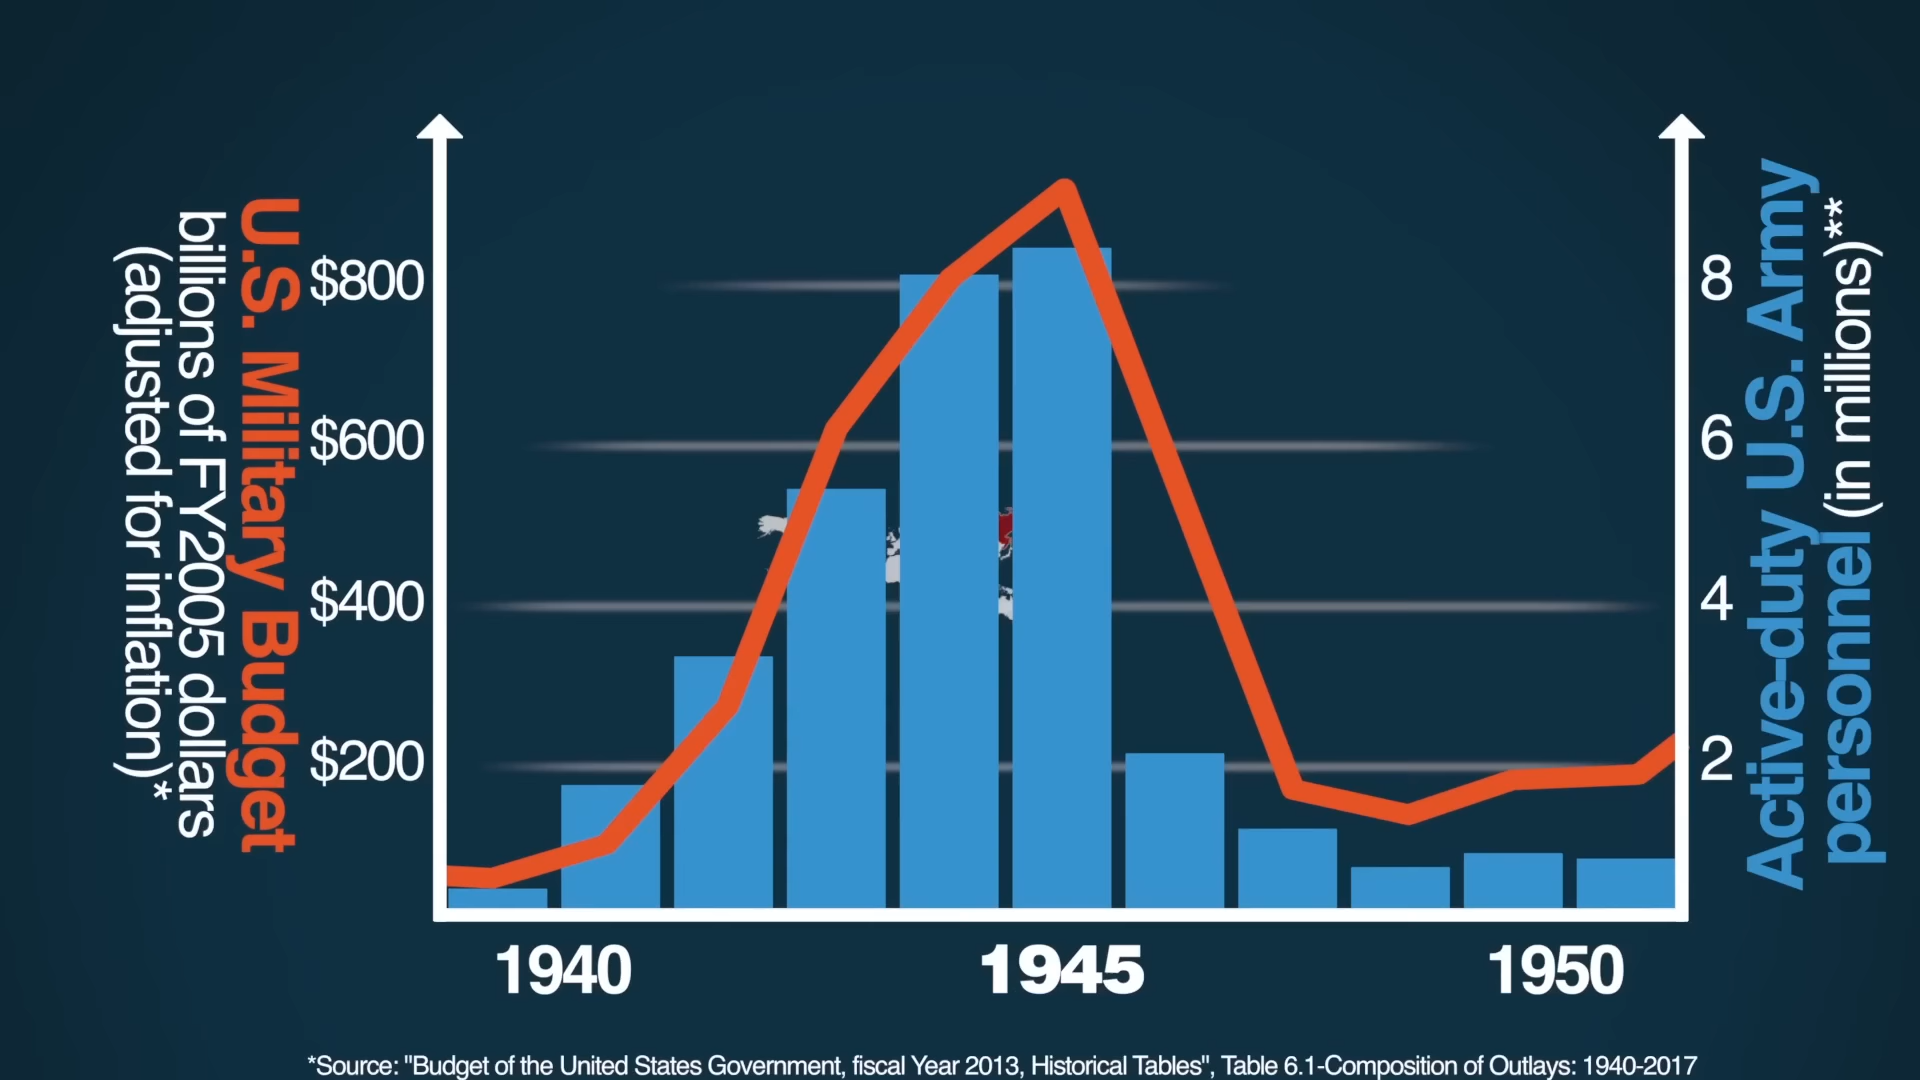 U.S. Military Budget
billions of FY2005 dollars
(adjusted for inflation)*
$800
$600
$400
$200
8
6
4
2
Active-duty U.S. Army
personnel (in millions)**
1940
1945
1950
*Source: "Budget of the United States Government, fiscal Year 2013, Historical Tables", Table 6.1-Composition of Outlays: 1940-2017